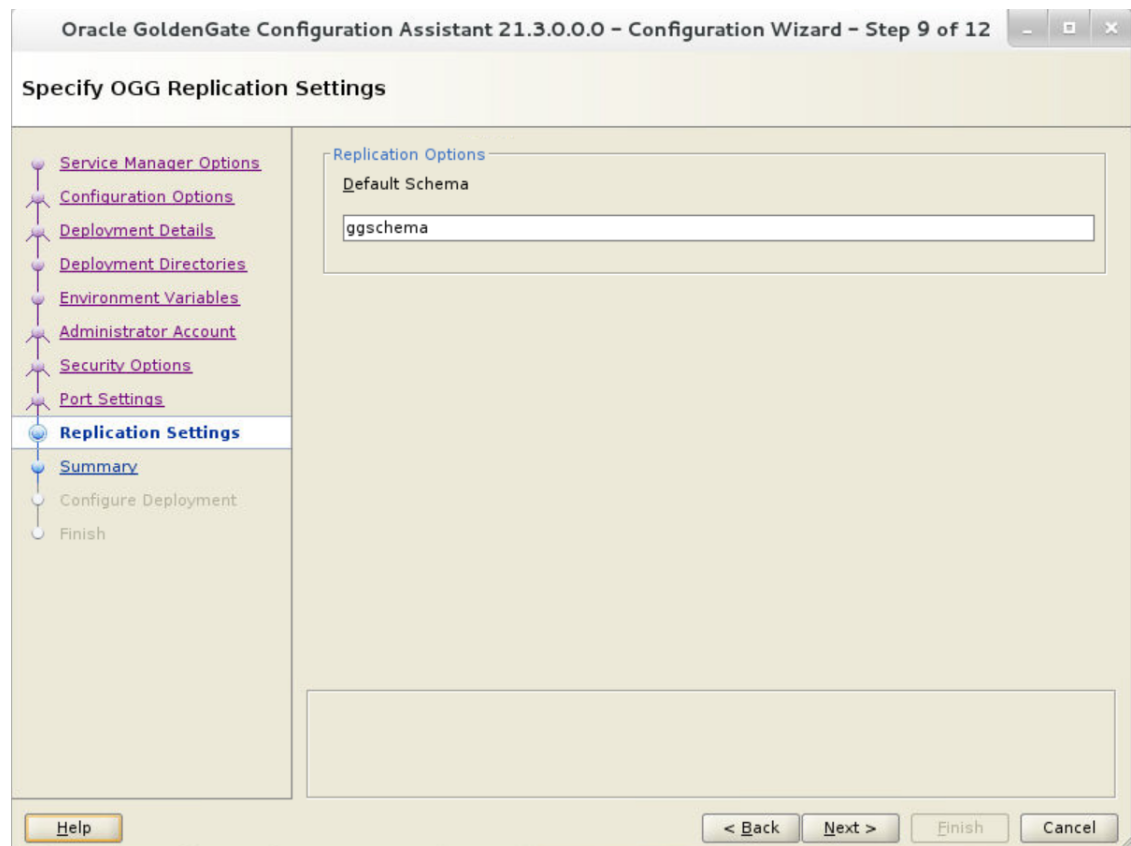 Oracle GoldenGate Configuration Assistant 21.3.0.0.0 – Configuration Wizard – Step 9 of 12
Specify OGG Replication Settings
Service Manager Options
Configuration Options
Deployment Details
Deployment Directories
Environment Variables
Administrator Account
Security Options
Port Settings
Replication Settings
Summary
Configure Deployment
Finish
Replication Options
Default Schema
ggschema
Help
< Back
Next >
Finish
Cancel